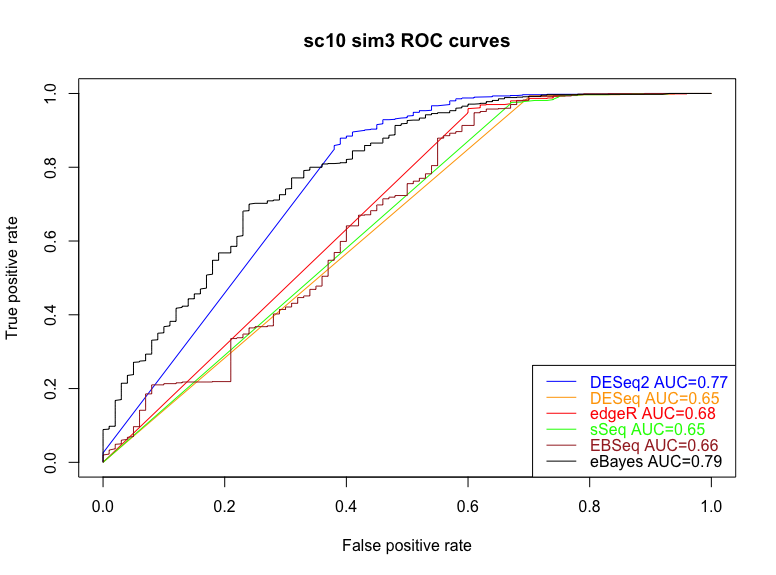 sc10 sim3 ROC curves
True positive rate
1.0
0.8
0.6
0.4
0.2
0.0
DESeq2 AUC=0.77
DESeq AUC=0.65
edgeR AUC=0.68
sSeq AUC=0.65
EBSeq AUC=0.66
eBayes AUC=0.79
0.0 0.2 0.4 0.6 0.8 1.0
False positive rate